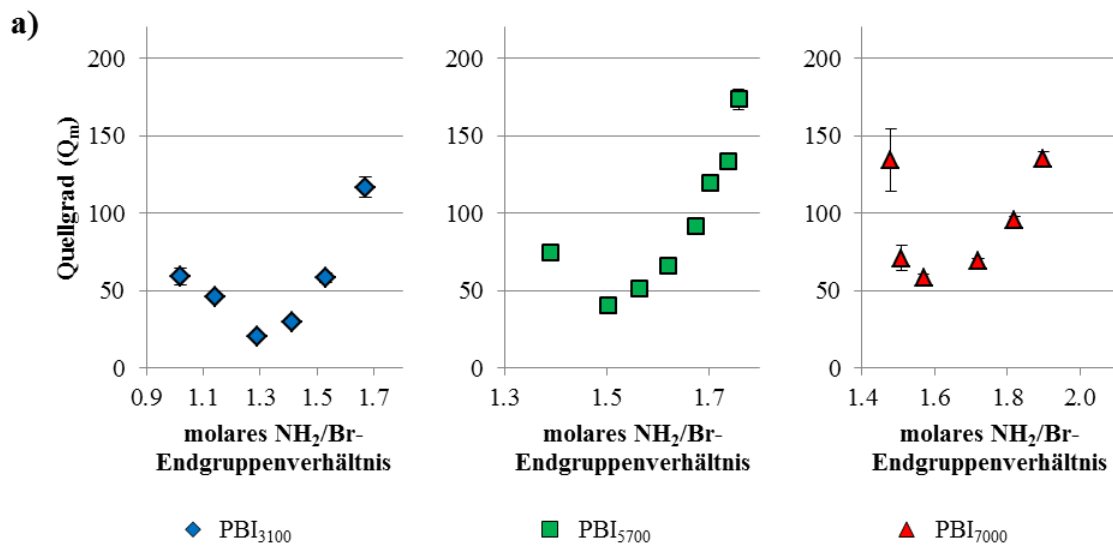 a)
Quellgrad (Qₘ)
200
150
100
50
0
0.9 1.1 1.3 1.5 1.7
molares NH₂/Br-
Endgruppenverhältnis
200
150
100
50
0
1.3 1.5 1.7
molares NH₂/Br-
Endgruppenverhältnis
200
150
100
50
0
1.4 1.6 1.8 2.0
molares NH₂/Br-
Endgruppenverhältnis
PBI₃₁₀₀ PBI₅₇₀₀ PBI₇₀₀₀